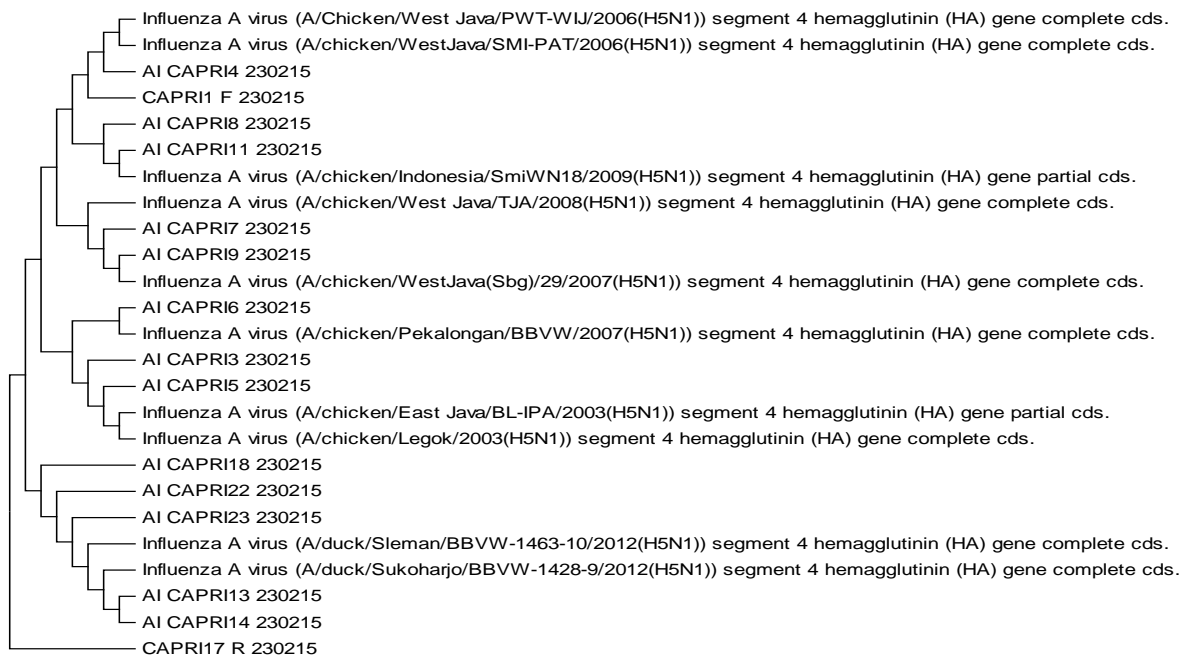 Influenza A virus (A/Chicken/West Java/PWT-WIJ/2006(H5N1)) segment 4 hemagglutinin (HA) gene complete cds.
Influenza A virus (A/chicken/WestJava/SMI-PAT/2006(H5N1)) segment 4 hemagglutinin (HA) gene complete cds.
AI CAPRI4 230215
CAPRI1 F 230215
AI CAPRI8 230215
AI CAPRI11 230215
Influenza A virus (A/chicken/Indonesia/SmiWN18/2009(H5N1)) segment 4 hemagglutinin (HA) gene partial cds.
Influenza A virus (A/chicken/West Java/TJA/2008(H5N1)) segment 4 hemagglutinin (HA) gene complete cds.
AI CAPRI7 230215
AI CAPRI9 230215
Influenza A virus (A/chicken/WestJava(Sbg)/29/2007(H5N1)) segment 4 hemagglutinin (HA) gene complete cds.
AI CAPRI6 230215
Influenza A virus (A/chicken/Pekalongan/BBVW/2007(H5N1)) segment 4 hemagglutinin (HA) gene complete cds.
AI CAPRI3 230215
AI CAPRI5 230215
Influenza A virus (A/chicken/East Java/BL-IPA/2003(H5N1)) segment 4 hemagglutinin (HA) gene partial cds.
Influenza A virus (A/chicken/Legok/2003(H5N1)) segment 4 hemagglutinin (HA) gene complete cds.
AI CAPRI18 230215
AI CAPRI22 230215
AI CAPRI23 230215
Influenza A virus (A/duck/Sleman/BBVW-1463-10/2012(H5N1)) segment 4 hemagglutinin (HA) gene complete cds.
Influenza A virus (A/duck/Sukoharjo/BBVW-1428-9/2012(H5N1)) segment 4 hemagglutinin (HA) gene complete cds.
AI CAPRI13 230215
AI CAPRI14 230215
CAPRI17 R 230215